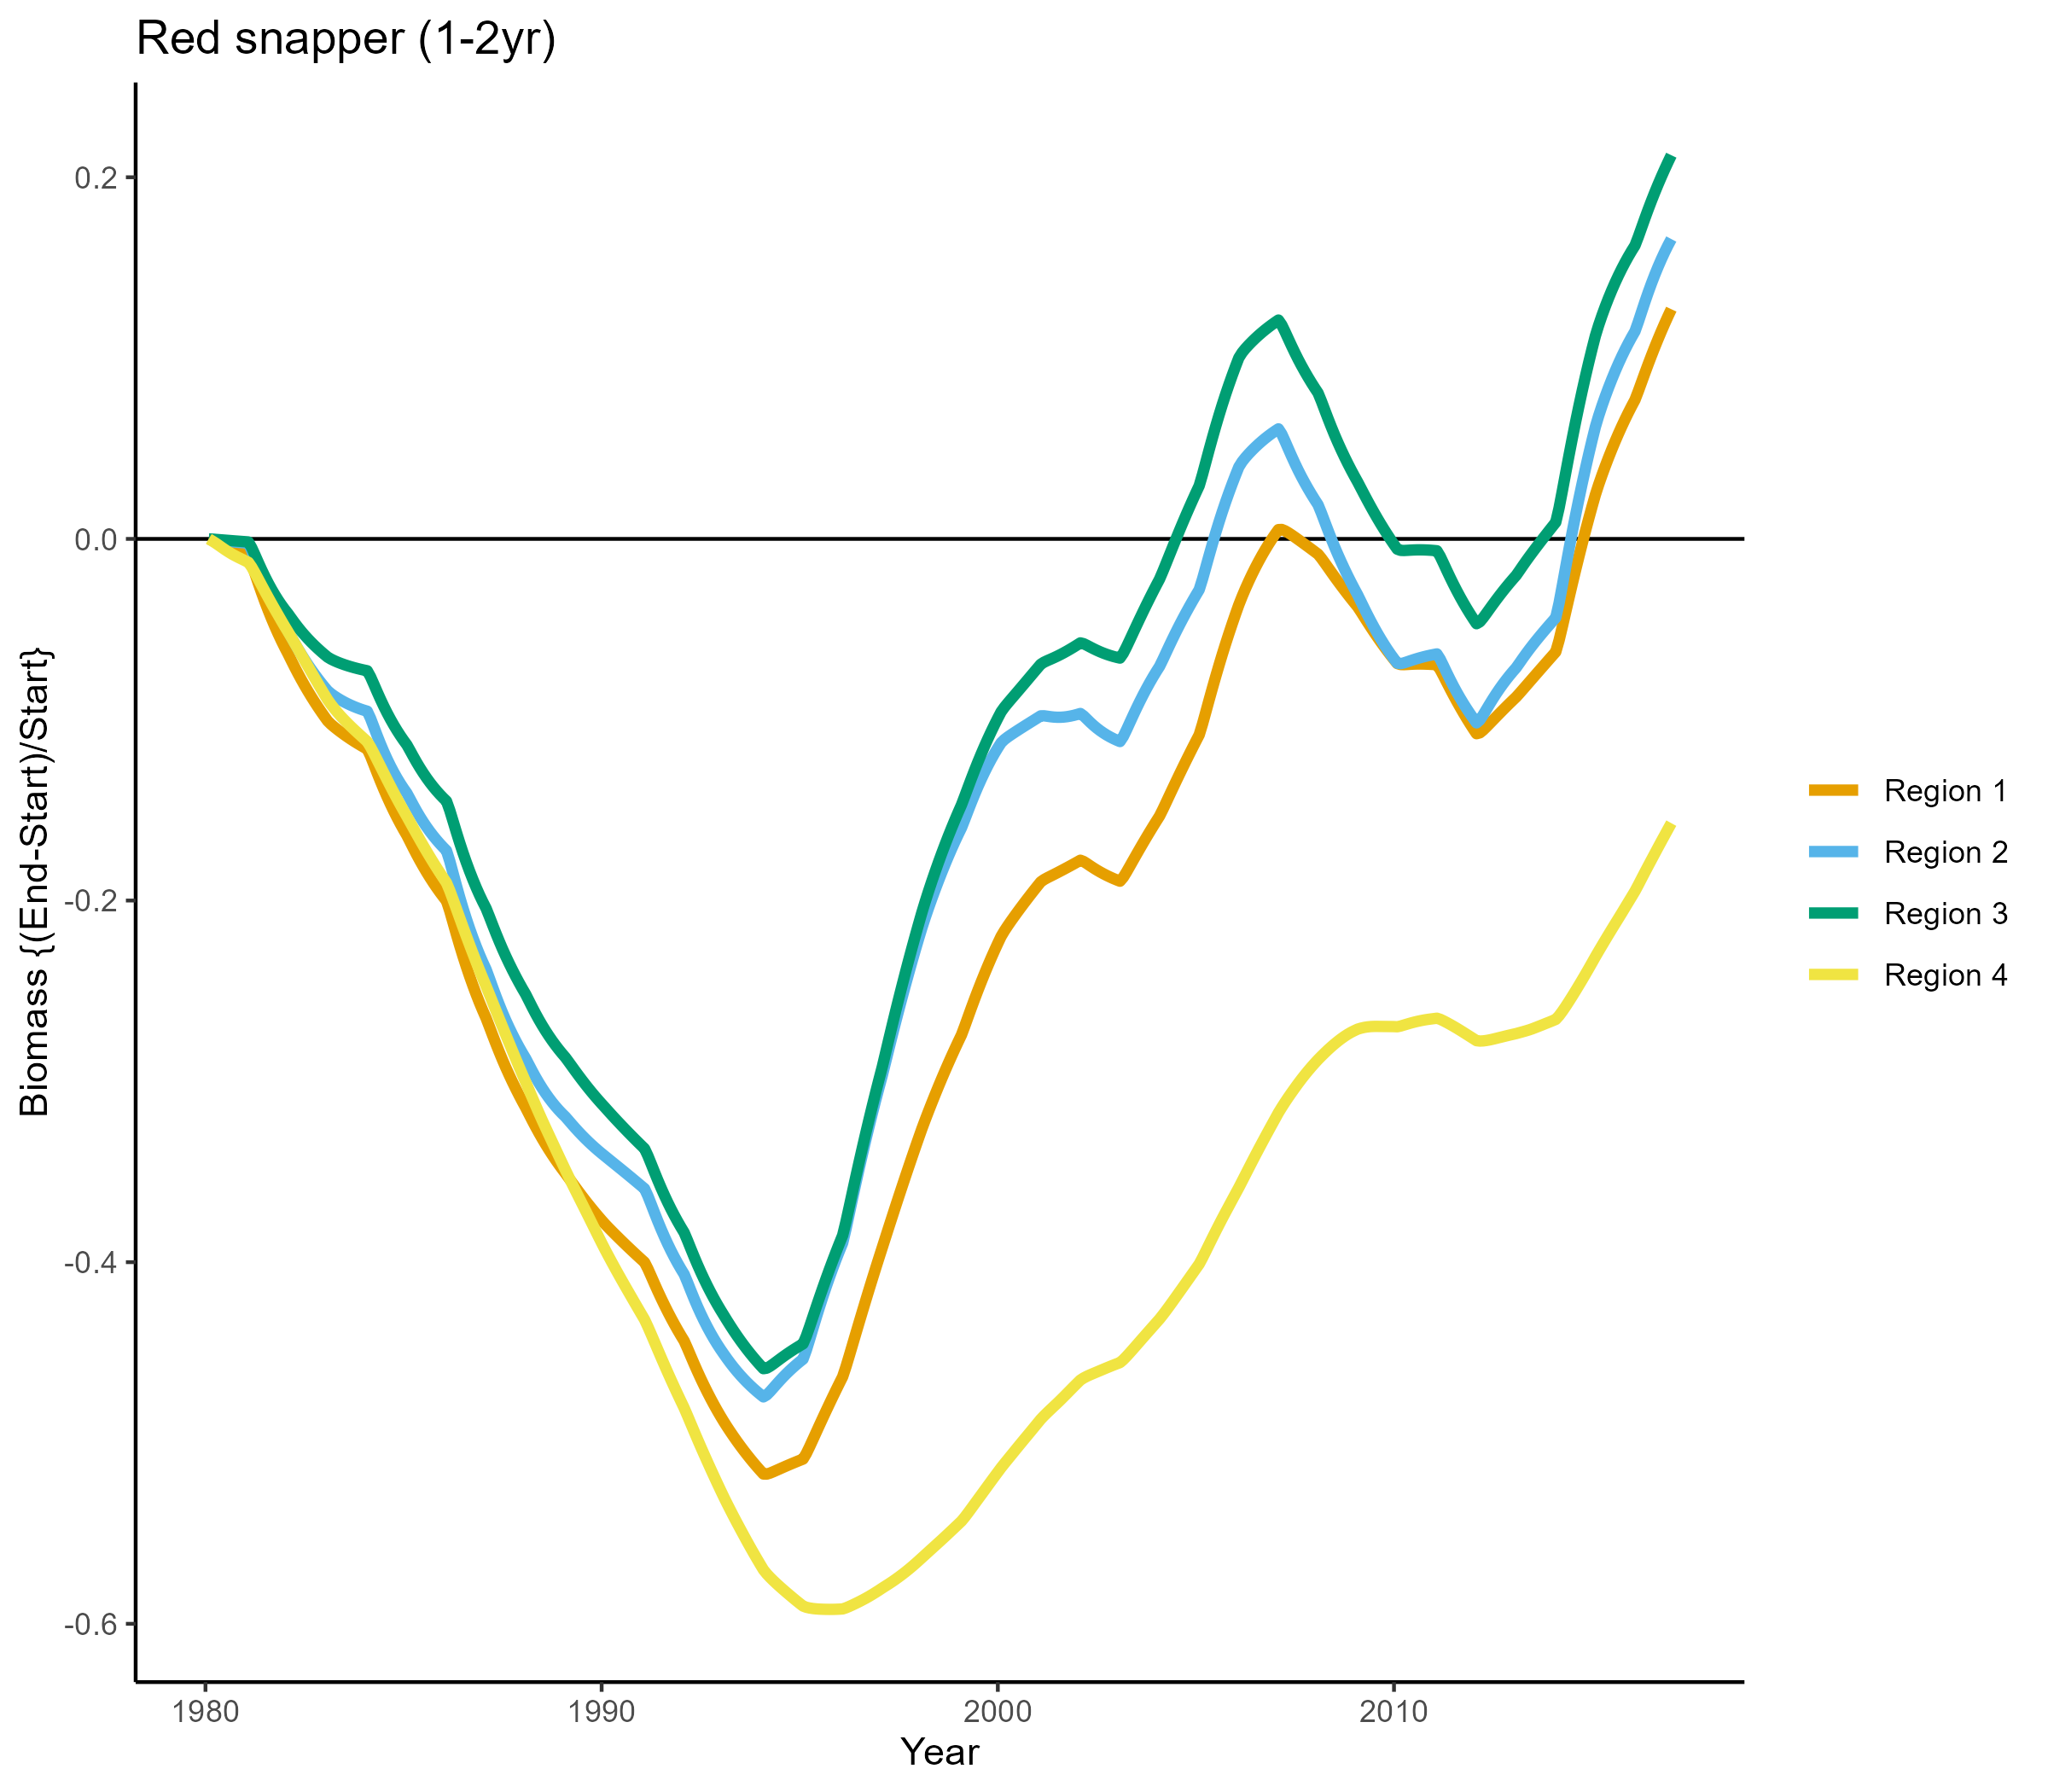 Red snapper (1-2yr)
Biomass {(End-Start)/Start}
0.2
0.0
-0.2
-0.4
-0.6
1980
1990
2000
2010
Year
Region 1
Region 2
Region 3
Region 4